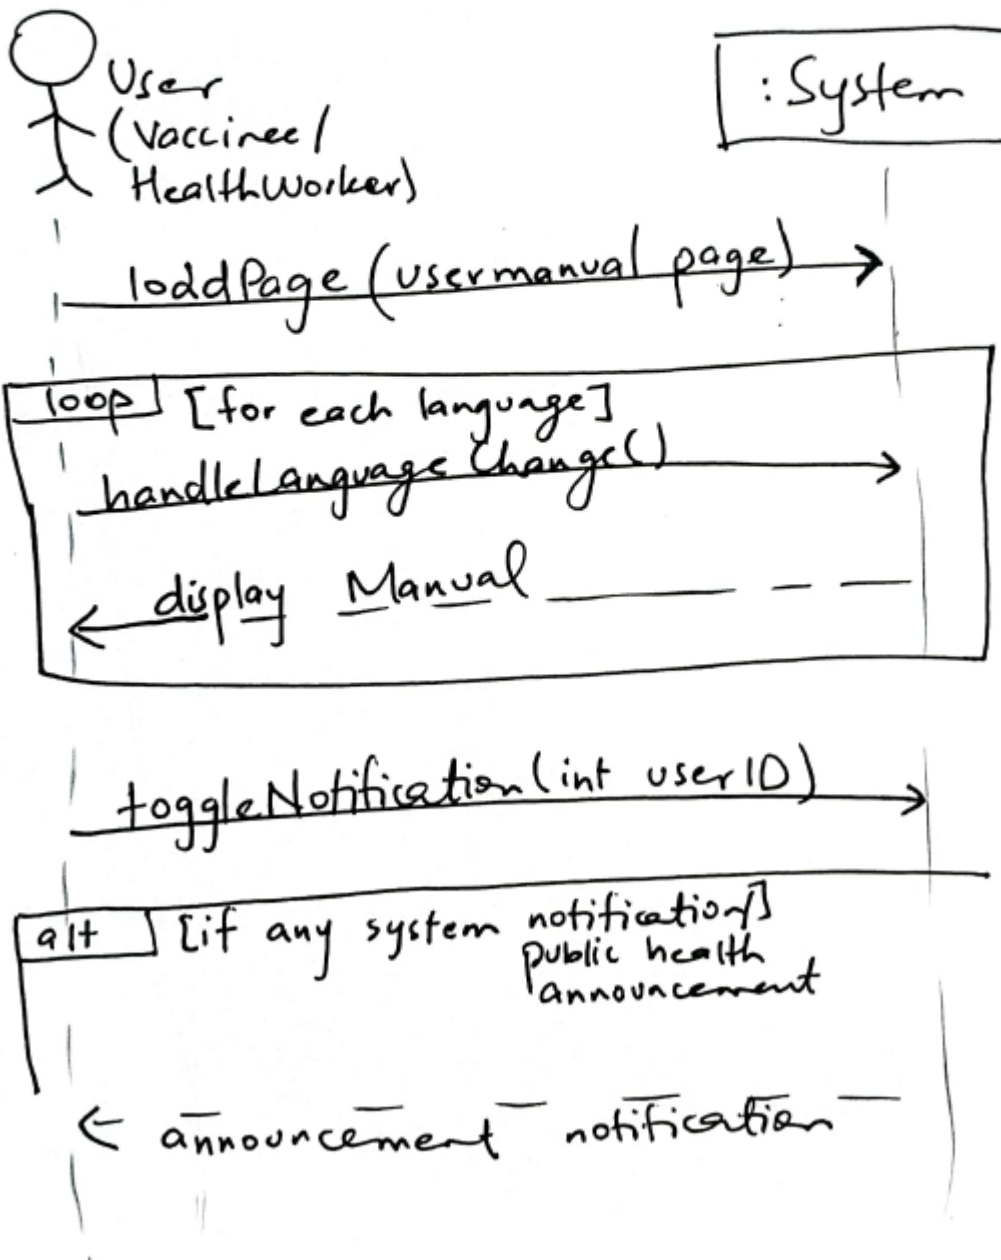 User
(Vaccinee/
HealthWorker)
:System
loddPage (usermanual page)
loop [for each language]
handleLanguageChange()
display Manual
toggleNotification(int userID)
alt [if any system notification/]
public health
announcement
announcement notification